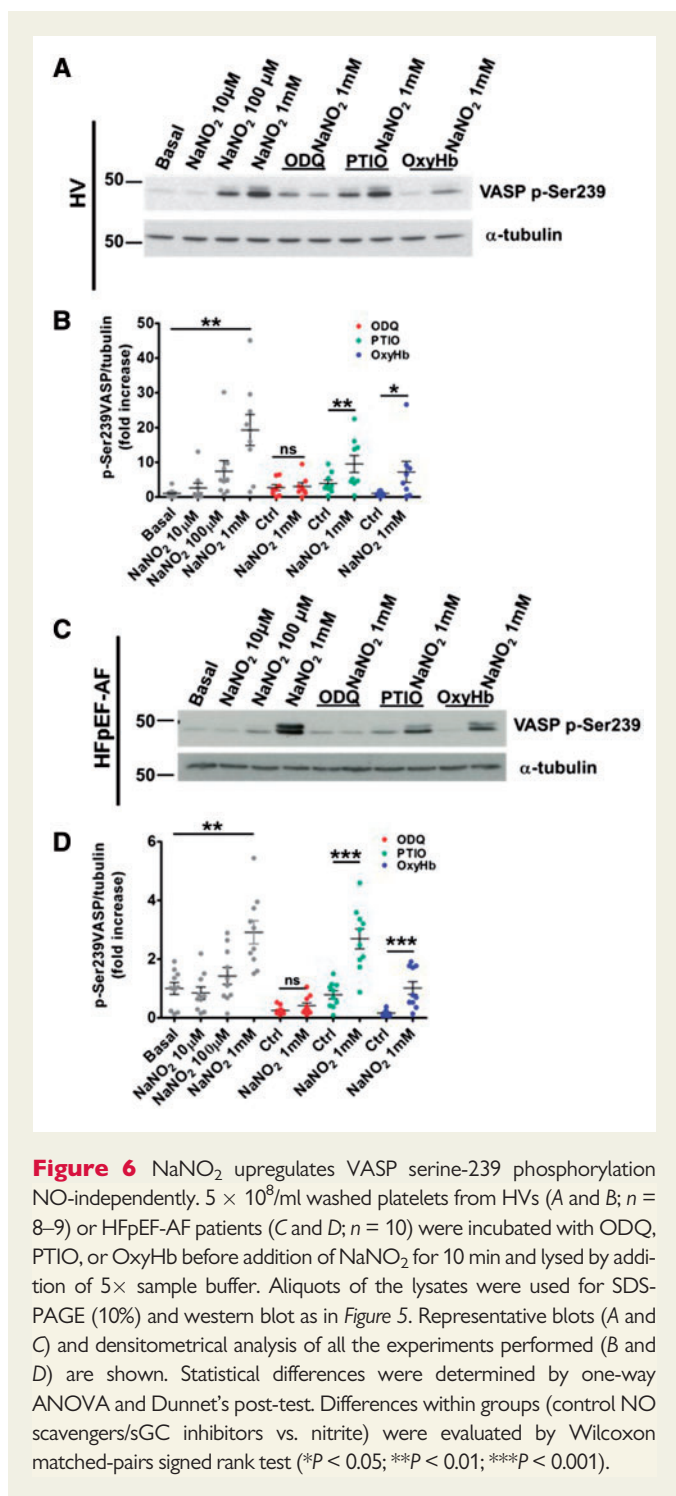 A
Basal
NaNO2 10µM
NaNO2 100 µM
NaNO2 1mM
ODQ
NaNO2 1mM
PTIO
NaNO2 1mM
OxyHb
NaNO2 1mM
HV
50
VASP p-Ser239
50
α-tubulin
B
p-Ser239VASP/tubulin
(fold increase)
50
40
30
20
10
0
**
ns
**
*
ODQ
PTIO
OxyHb
Basal
NaNO2 10µM
NaNO2 100µM
NaNO2 1mM
Ctrl
NaNO2 1mM
Ctrl
NaNO2 1mM
Ctrl
NaNO2 1mM
C
Basal
NaNO2 10µM
NaNO2 100 µM
NaNO2 1mM
ODQ
NaNO2 1mM
PTIO
NaNO2 1mM
OxyHb
NaNO2 1mM
HFpEF-AF
50
VASP p-Ser239
50
α-tubulin
D
p-Ser239VASP/tubulin
(fold increase)
6
4
2
0
**
ns
***
***
ODQ
PTIO
OxyHb
Basal
NaNO2 10µM
NaNO2 100µM
NaNO2 1mM
Ctrl
NaNO2 1mM
Ctrl
NaNO2 1mM
Ctrl
NaNO2 1mM
Figure 6 NaNO2 upregulates VASP serine-239 phosphorylation
NO-independently. 5 × 10^8/ml washed platelets from HVs (A and B; n =
8–9) or HFpEF-AF patients (C and D; n = 10) were incubated with ODQ,
PTIO, or OxyHb before addition of NaNO2 for 10 min and lysed by addi-
tion of 5× sample buffer. Aliquots of the lysates were used for SDS-
PAGE (10%) and western blot as in Figure 5. Representative blots (A and
C) and densitometrical analysis of all the experiments performed (B and
D) are shown. Statistical differences were determined by one-way
ANOVA and Dunnet's post-test. Differences within groups (control NO
scavengers/sGC inhibitors vs. nitrite) were evaluated by Wilcoxon
matched-pairs signed rank test (*P < 0.05; **P < 0.01; ***P < 0.001).